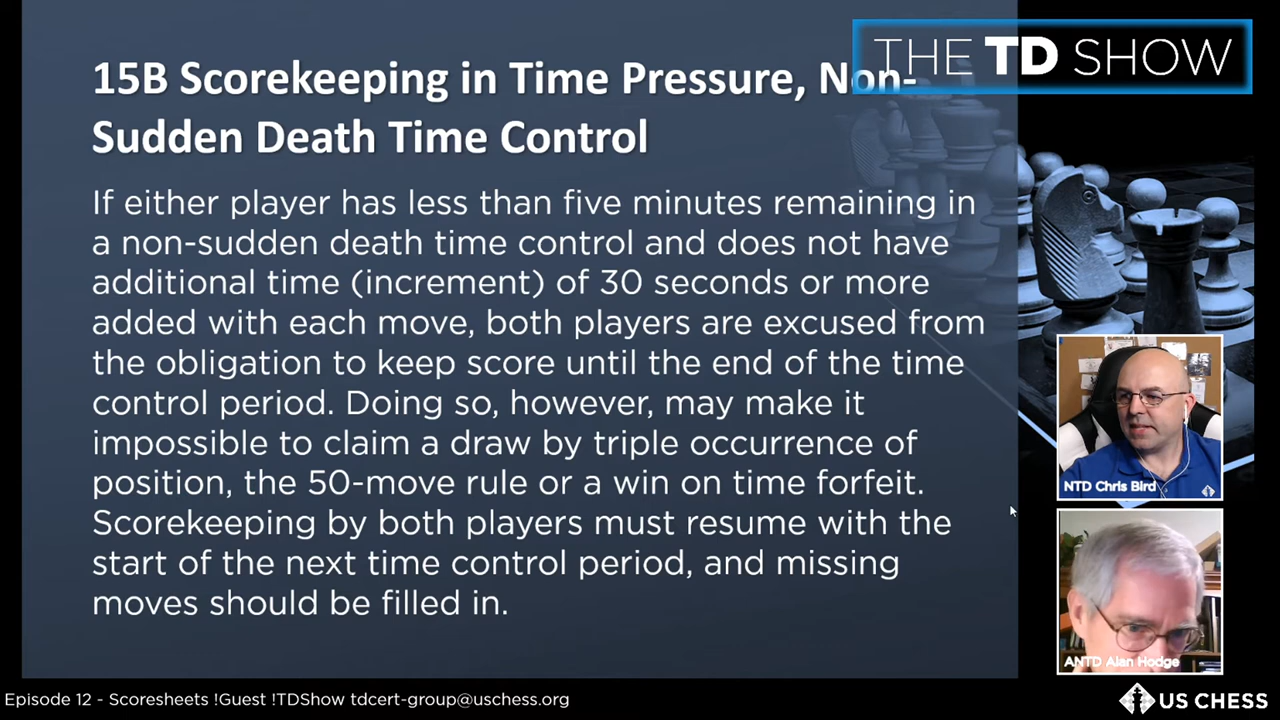 THE TD SHOW
15B Scorekeeping in Time Pressure, Non-
Sudden Death Time Control
If either player has less than five minutes remaining in
a non-sudden death time control and does not have
additional time (increment) of 30 seconds or more
added with each move, both players are excused from
the obligation to keep score until the end of the time
control period. Doing so, however, may make it
impossible to claim a draw by triple occurrence of
position, the 50-move rule or a win on time forfeit.
Scorekeeping by both players must resume with the
start of the next time control period, and missing
moves should be filled in.
NTD Chris Bird
ANTD Alan Hodge
Episode 12 - Scoresheets !Guest !TDShow tdcert-group@uschess.org
US CHESS